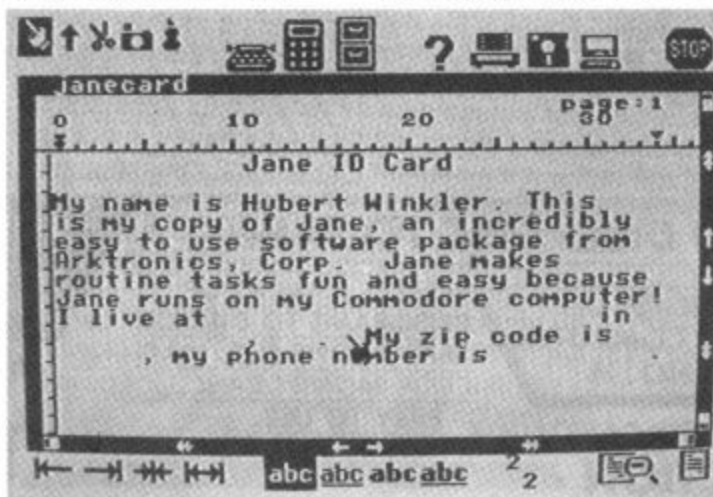 ?
STOP
janecard
page:1
0 10 20 30
Jane ID Card
My name is Hubert Winkler. This
is my copy of Jane, an incredibly
easy to use software package from
Arktronics, Corp. Jane makes
routine tasks fun and easy because
Jane runs on my Commodore computer!
I live at in
, . My zip code is
, my phone number is .
abc abc abc abc 2 2